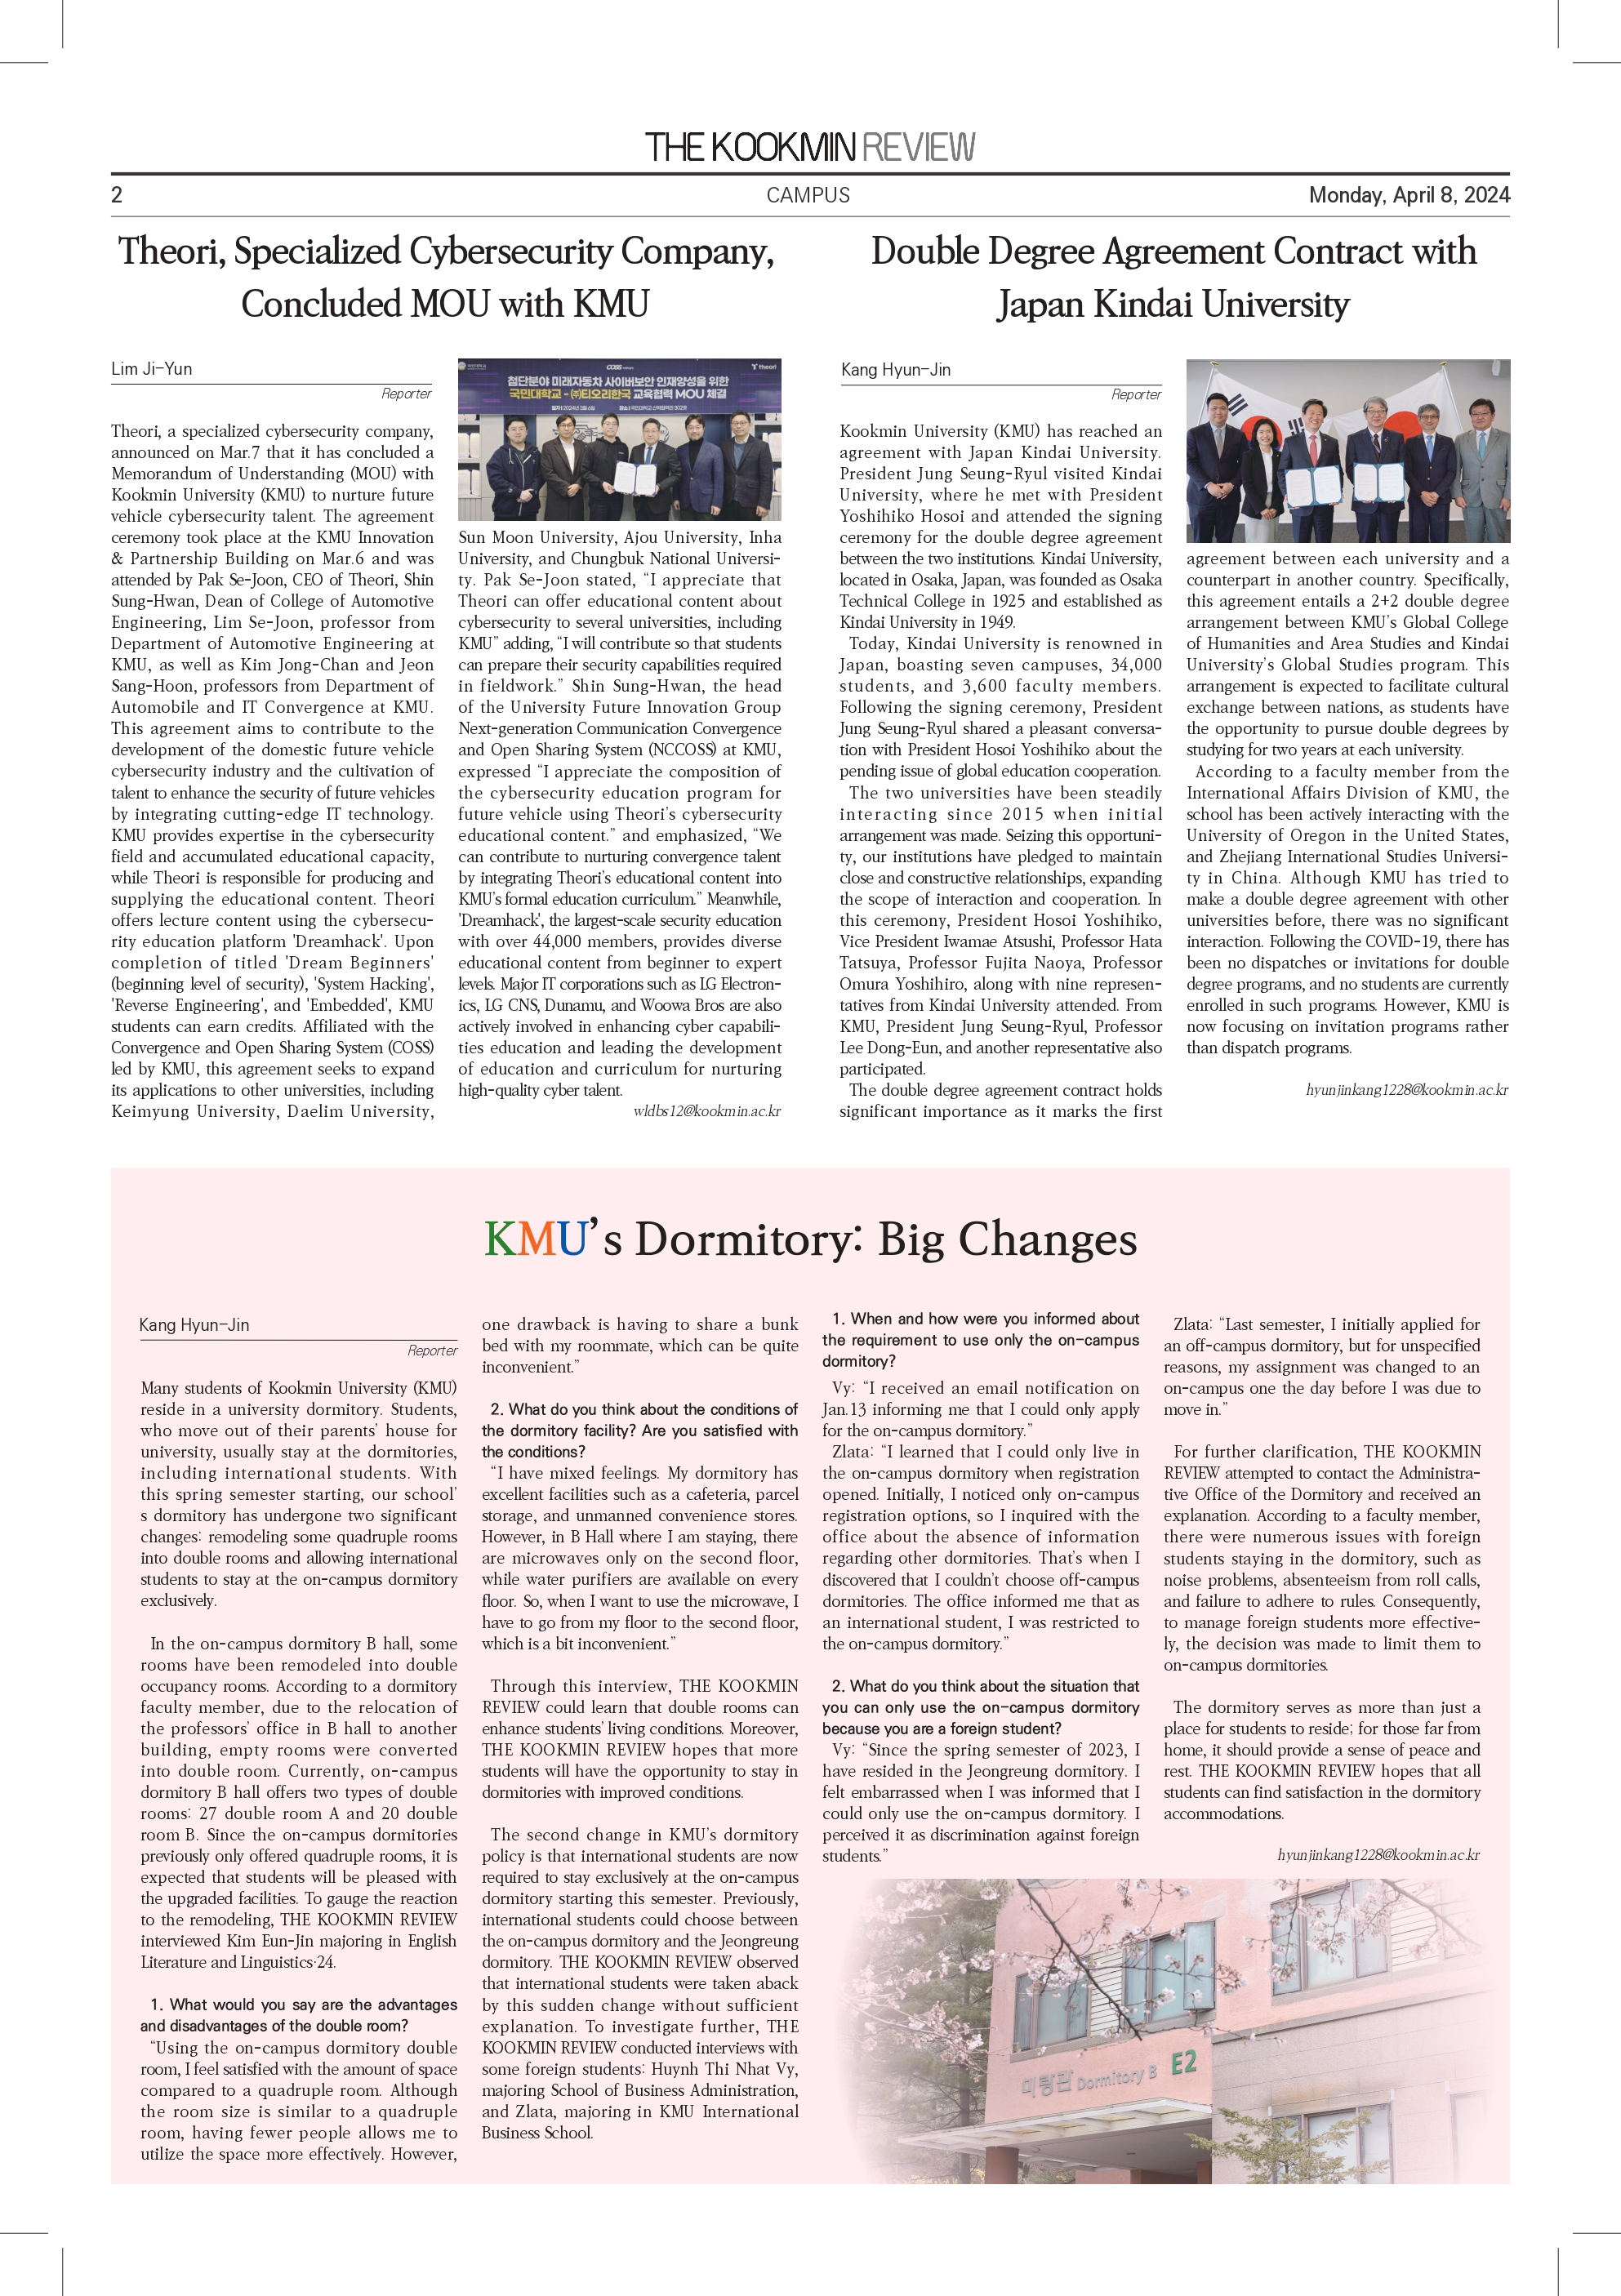 THE KOOKMIN REVIEW
2
CAMPUS
Monday, April 8, 2024
Theori, Specialized Cybersecurity Company,
Concluded MOU with KMU
Lim Ji-Yun
Reporter
Theori, a specialized cybersecurity company,
announced on Mar.7 that it has concluded a
Memorandum of Understanding (MOU) with
Kookmin University (KMU) to nurture future
vehicle cybersecurity talent. The agreement
ceremony took place at the KMU Innovation
& Partnership Building on Mar.6 and was
attended by Pak Se-Joon, CEO of Theori, Shin
Sung-Hwan, Dean of College of Automotive
Engineering, Lim Se-Joon, professor from
Department of Automotive Engineering at
KMU, as well as Kim Jong-Chan and Jeon
Sang-Hoon, professors from Department of
Automobile and IT Convergence at KMU.
This agreement aims to contribute to the
development of the domestic future vehicle
cybersecurity industry and the cultivation of
talent to enhance the security of future vehicles
by integrating cutting-edge IT technology.
KMU provides expertise in the cybersecurity
field and accumulated educational capacity,
while Theori is responsible for producing and
supplying the educational content. Theori
offers lecture content using the cybersecu-
rity education platform 'Dreamhack'. Upon
completion of titled 'Dream Beginners'
(beginning level of security), 'System Hacking',
'Reverse Engineering', and 'Embedded', KMU
students can earn credits. Affiliated with the
Convergence and Open Sharing System (COSS)
led by KMU, this agreement seeks to expand
its applications to other universities, including
Keimyung University, Daelim University,
COSS
theori
첨단분야 미래자동차 사이버보안 인재양성을 위한
국민대학교 - ㈜티오리한국 교육협력 MOU 체결
Sun Moon University, Ajou University, Inha
University, and Chungbuk National Universi-
ty. Pak Se-Joon stated, “I appreciate that
Theori can offer educational content about
cybersecurity to several universities, including
KMU” adding, “I will contribute so that students
can prepare their security capabilities required
in fieldwork.” Shin Sung-Hwan, the head
of the University Future Innovation Group
Next-generation Communication Convergence
and Open Sharing System (NCCOSS) at KMU,
expressed “I appreciate the composition of
the cybersecurity education program for
future vehicle using Theori’s cybersecurity
educational content.” and emphasized, “We
can contribute to nurturing convergence talent
by integrating Theori’s educational content into
KMU’s formal education curriculum.” Meanwhile,
'Dreamhack', the largest-scale security education
with over 44,000 members, provides diverse
educational content from beginner to expert
levels. Major IT corporations such as LG Electron-
ics, LG CNS, Dunamu, and Woowa Bros are also
actively involved in enhancing cyber capabili-
ties education and leading the development
of education and curriculum for nurturing
high-quality cyber talent.
wldbs12@kookmin.ac.kr
Double Degree Agreement Contract with
Japan Kindai University
Kang Hyun-Jin
Reporter
Kookmin University (KMU) has reached an
agreement with Japan Kindai University.
President Jung Seung-Ryul visited Kindai
University, where he met with President
Yoshihiko Hosoi and attended the signing
ceremony for the double degree agreement
between the two institutions. Kindai University,
located in Osaka, Japan, was founded as Osaka
Technical College in 1925 and established as
Kindai University in 1949.
Today, Kindai University is renowned in
Japan, boasting seven campuses, 34,000
students, and 3,600 faculty members.
Following the signing ceremony, President
Jung Seung-Ryul shared a pleasant conversa-
tion with President Hosoi Yoshihiko about the
pending issue of global education cooperation.
The two universities have been steadily
interacting since 2015 when initial
arrangement was made. Seizing this opportuni-
ty, our institutions have pledged to maintain
close and constructive relationships, expanding
the scope of interaction and cooperation. In
this ceremony, President Hosoi Yoshihiko,
Vice President Iwamae Atsushi, Professor Hata
Tatsuya, Professor Fujita Naoya, Professor
Omura Yoshihiro, along with nine represen-
tatives from Kindai University attended. From
KMU, President Jung Seung-Ryul, Professor
Lee Dong-Eun, and another representative also
participated.
The double degree agreement contract holds
significant importance as it marks the first
agreement between each university and a
counterpart in another country. Specifically,
this agreement entails a 2+2 double degree
arrangement between KMU’s Global College
of Humanities and Area Studies and Kindai
University’s Global Studies program. This
arrangement is expected to facilitate cultural
exchange between nations, as students have
the opportunity to pursue double degrees by
studying for two years at each university.
According to a faculty member from the
International Affairs Division of KMU, the
school has been actively interacting with the
University of Oregon in the United States,
and Zhejiang International Studies Universi-
ty in China. Although KMU has tried to
make a double degree agreement with other
universities before, there was no significant
interaction. Following the COVID-19, there has
been no dispatches or invitations for double
degree programs, and no students are currently
enrolled in such programs. However, KMU is
now focusing on invitation programs rather
than dispatch programs.
hyunjinkang1228@kookmin.ac.kr
KMU’s Dormitory: Big Changes
Kang Hyun-Jin
Reporter
Many students of Kookmin University (KMU)
reside in a university dormitory. Students,
who move out of their parents’ house for
university, usually stay at the dormitories,
including international students. With
this spring semester starting, our school’
s dormitory has undergone two significant
changes: remodeling some quadruple rooms
into double rooms and allowing international
students to stay at the on-campus dormitory
exclusively.
In the on-campus dormitory B hall, some
rooms have been remodeled into double
occupancy rooms. According to a dormitory
faculty member, due to the relocation of
the professors’ office in B hall to another
building, empty rooms were converted
into double room. Currently, on-campus
dormitory B hall offers two types of double
rooms: 27 double room A and 20 double
room B. Since the on-campus dormitories
previously only offered quadruple rooms, it is
expected that students will be pleased with
the upgraded facilities. To gauge the reaction
to the remodeling, THE KOOKMIN REVIEW
interviewed Kim Eun-Jin majoring in English
Literature and Linguistics·24.
1. What would you say are the advantages
and disadvantages of the double room?
“Using the on-campus dormitory double
room, I feel satisfied with the amount of space
compared to a quadruple room. Although
the room size is similar to a quadruple
room, having fewer people allows me to
utilize the space more effectively. However,
one drawback is having to share a bunk
bed with my roommate, which can be quite
inconvenient.”
2. What do you think about the conditions of
the dormitory facility? Are you satisfied with
the conditions?
“I have mixed feelings. My dormitory has
excellent facilities such as a cafeteria, parcel
storage, and unmanned convenience stores.
However, in B Hall where I am staying, there
are microwaves only on the second floor,
while water purifiers are available on every
floor. So, when I want to use the microwave, I
have to go from my floor to the second floor,
which is a bit inconvenient.”
Through this interview, THE KOOKMIN
REVIEW could learn that double rooms can
enhance students’ living conditions. Moreover,
THE KOOKMIN REVIEW hopes that more
students will have the opportunity to stay in
dormitories with improved conditions.
The second change in KMU’s dormitory
policy is that international students are now
required to stay exclusively at the on-campus
dormitory starting this semester. Previously,
international students could choose between
the on-campus dormitory and the Jeongreung
dormitory. THE KOOKMIN REVIEW observed
that international students were taken aback
by this sudden change without sufficient
explanation. To investigate further, THE
KOOKMIN REVIEW conducted interviews with
some foreign students: Huynh Thi Nhat Vy,
majoring School of Business Administration,
and Zlata, majoring in KMU International
Business School.
1. When and how were you informed about
the requirement to use only the on-campus
dormitory?
Vy: “I received an email notification on
Jan.13 informing me that I could only apply
for the on-campus dormitory.”
Zlata: “I learned that I could only live in
the on-campus dormitory when registration
opened. Initially, I noticed only on-campus
registration options, so I inquired with the
office about the absence of information
regarding other dormitories. That’s when I
discovered that I couldn’t choose off-campus
dormitories. The office informed me that as
an international student, I was restricted to
the on-campus dormitory.”
2. What do you think about the situation that
you can only use the on-campus dormitory
because you are a foreign student?
Vy: “Since the spring semester of 2023, I
have resided in the Jeongreung dormitory. I
felt embarrassed when I was informed that I
could only use the on-campus dormitory. I
perceived it as discrimination against foreign
students.”
Zlata: “Last semester, I initially applied for
an off-campus dormitory, but for unspecified
reasons, my assignment was changed to an
on-campus one the day before I was due to
move in.”
For further clarification, THE KOOKMIN
REVIEW attempted to contact the Administra-
tive Office of the Dormitory and received an
explanation. According to a faculty member,
there were numerous issues with foreign
students staying in the dormitory, such as
noise problems, absenteeism from roll calls,
and failure to adhere to rules. Consequently,
to manage foreign students more effective-
ly, the decision was made to limit them to
on-campus dormitories.
The dormitory serves as more than just a
place for students to reside; for those far from
home, it should provide a sense of peace and
rest. THE KOOKMIN REVIEW hopes that all
students can find satisfaction in the dormitory
accommodations.
hyunjinkang1228@kookmin.ac.kr
Dormitory B E2